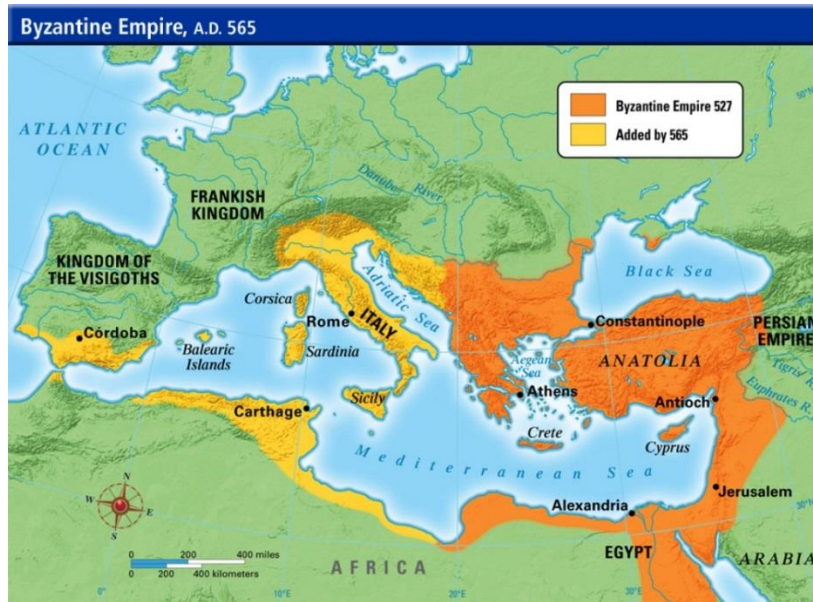 Byzantine Empire, A.D. 565
Byzantine Empire 527
Added by 565
ATLANTIC
OCEAN
50°N
Danube River
FRANKISH
KINGDOM
KINGDOM OF
THE VISIGOTHS
Black Sea
Adriatic Sea
Corsica
Rome
ITALY
Constantinople
PERSIAN
EMPIRE
Córdoba
Balearic
Islands
Sardinia
Aegean
Sea
ANATOLIA
Tigris R.
Euphrates R.
Sicily
Athens
Antioch
Carthage
Crete
Cyprus
Mediterranean Sea
Jerusalem
Alexandria
30°N
N
W
E
S
EGYPT
ARABIA
0 200 400 miles
0 200 400 kilometers
AFRICA
0°
10°E
20°E
30°E